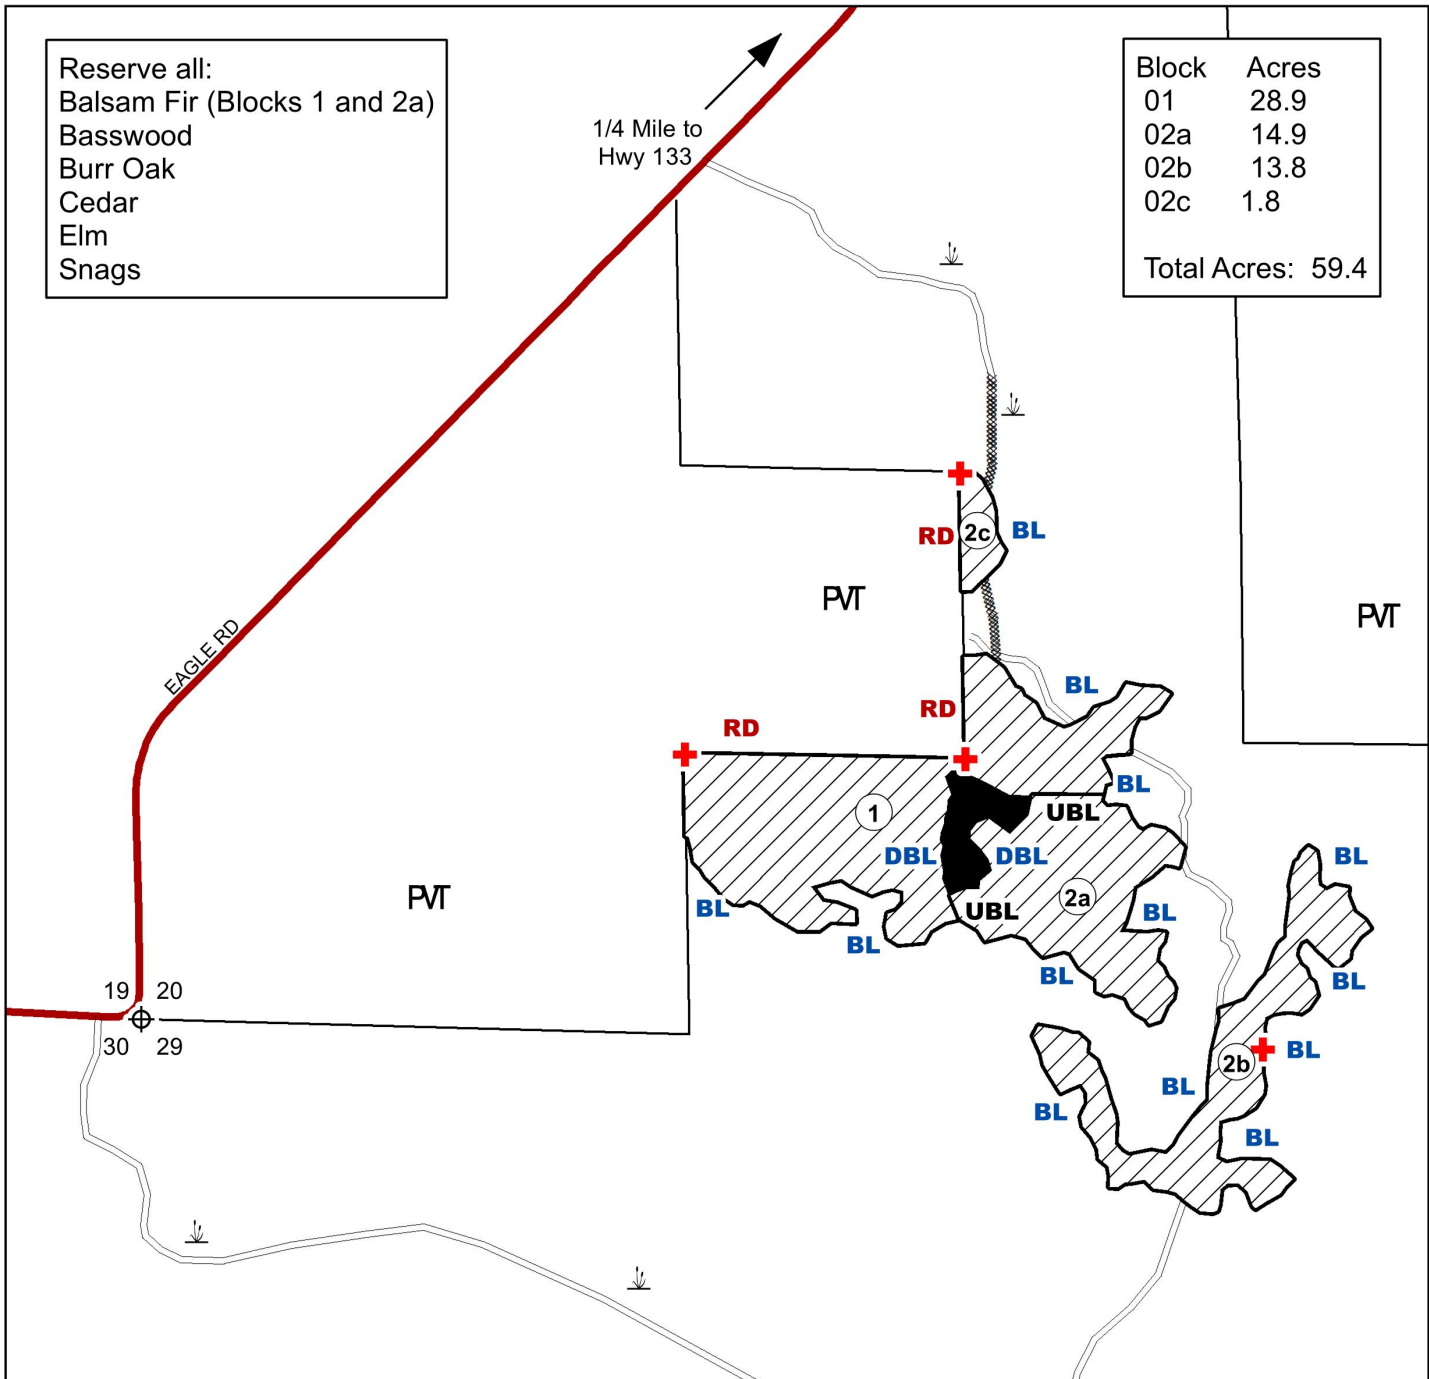 Reserve all:
Balsam Fir (Blocks 1 and 2a)
Basswood
Burr Oak
Cedar
Elm
Snags
1/4 Mile to
Hwy 133
Block Acres
01 28.9
02a 14.9
02b 13.8
02c 1.8
Total Acres: 59.4
RD
2c
BL
PVT
PVT
EAGLE RD
BL
RD
RD
BL
1
UBL
DBL
DBL
BL
PVT
2a
BL
UBL
BL
BL
BL
BL
19 20
30 29
BL
2b
BL
BL
BL